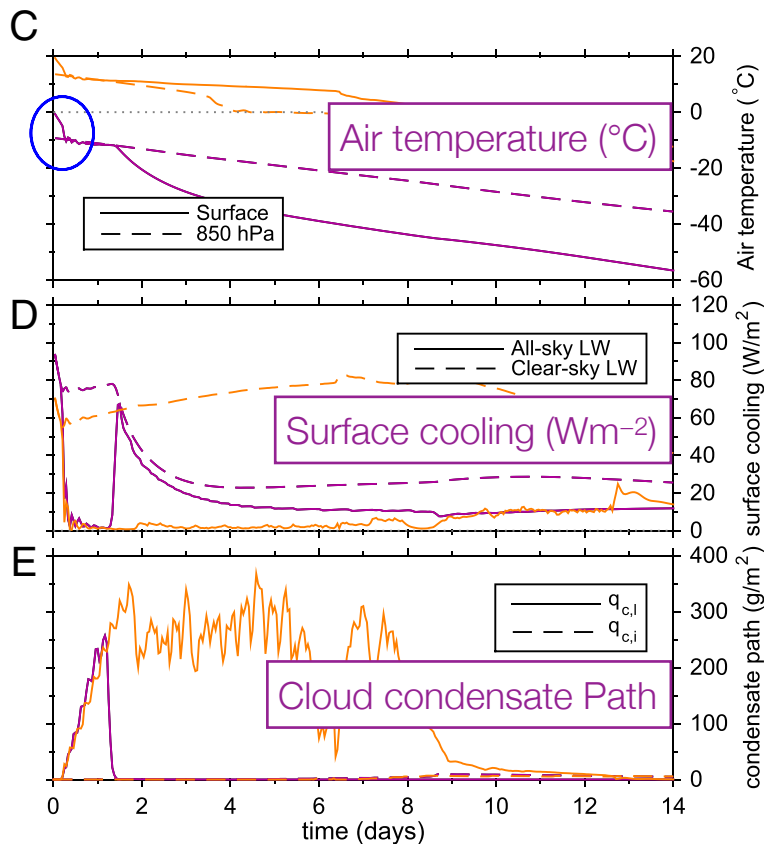 C
20
0
-20
-40
-60
Air temperature (°C)
Air temperature (°C)
Surface
850 hPa
D
120
100
80
60
40
20
0
surface cooling (W/m²)
All-sky LW
Clear-sky LW
Surface cooling (Wm⁻²)
E
400
300
200
100
0
condensate path (g/m²)
q c,l
q c,i
Cloud condensate Path
0 2 4 6 8 10 12 14
time (days)